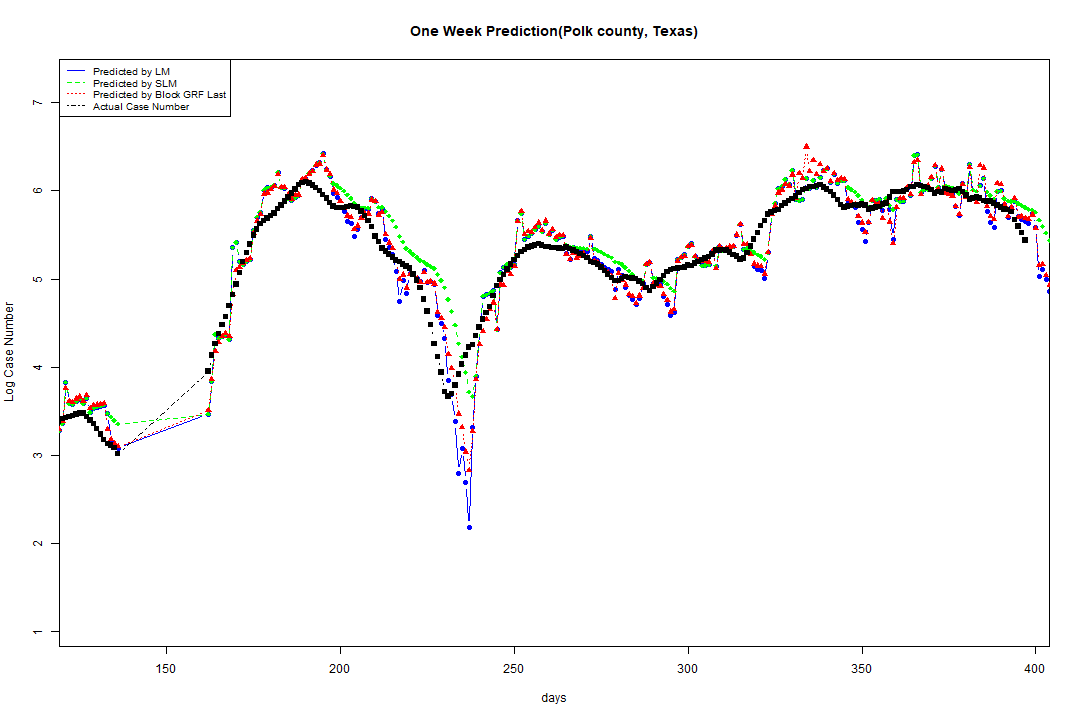 One Week Prediction(Polk county, Texas)
Predicted by LM
Predicted by SLM
Predicted by Block GRF Last
Actual Case Number
7
6
5
4
3
2
1
Log Case Number
150 200 250 300 350 400
days